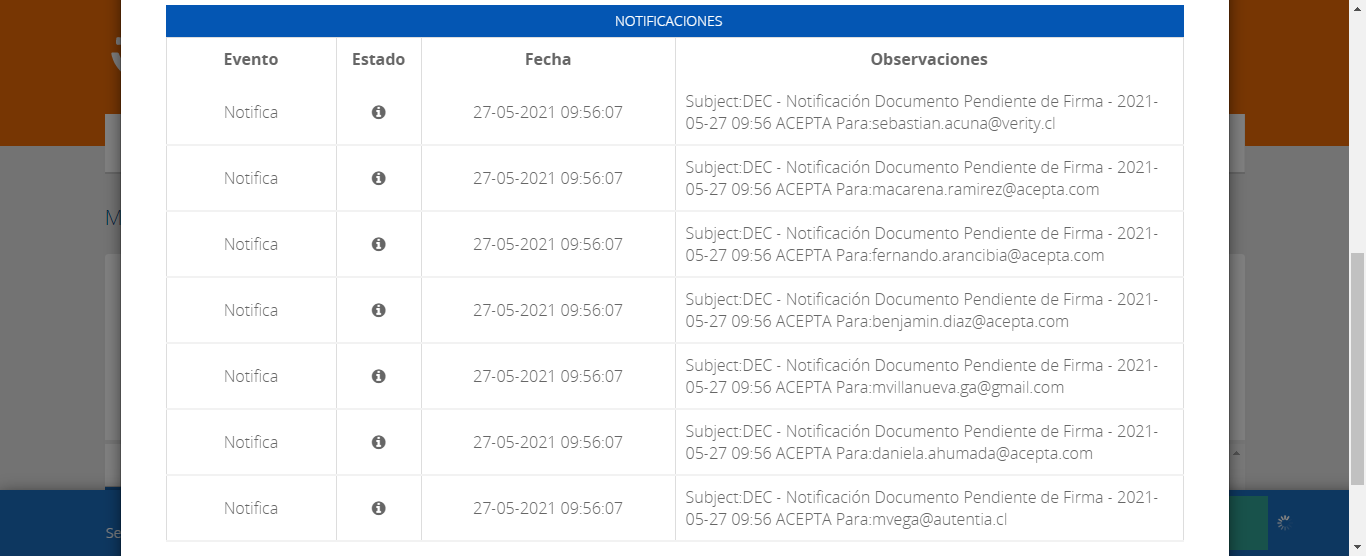 NOTIFICACIONES
Evento Estado Fecha Observaciones
Notifica 27-05-2021 09:56:07 Subject:DEC - Notificación Documento Pendiente de Firma - 2021-
05-27 09:56 ACEPTA Para:sebastian.acuna@verity.cl
Notifica 27-05-2021 09:56:07 Subject:DEC - Notificación Documento Pendiente de Firma - 2021-
05-27 09:56 ACEPTA Para:macarena.ramirez@acepta.com
Notifica 27-05-2021 09:56:07 Subject:DEC - Notificación Documento Pendiente de Firma - 2021-
05-27 09:56 ACEPTA Para:fernando.arancibia@acepta.com
Notifica 27-05-2021 09:56:07 Subject:DEC - Notificación Documento Pendiente de Firma - 2021-
05-27 09:56 ACEPTA Para:benjamin.diaz@acepta.com
Notifica 27-05-2021 09:56:07 Subject:DEC - Notificación Documento Pendiente de Firma - 2021-
05-27 09:56 ACEPTA Para:mvillanueva.ga@gmail.com
Notifica 27-05-2021 09:56:07 Subject:DEC - Notificación Documento Pendiente de Firma - 2021-
05-27 09:56 ACEPTA Para:daniela.ahumada@acepta.com
Notifica 27-05-2021 09:56:07 Subject:DEC - Notificación Documento Pendiente de Firma - 2021-
05-27 09:56 ACEPTA Para:mvega@autentia.cl